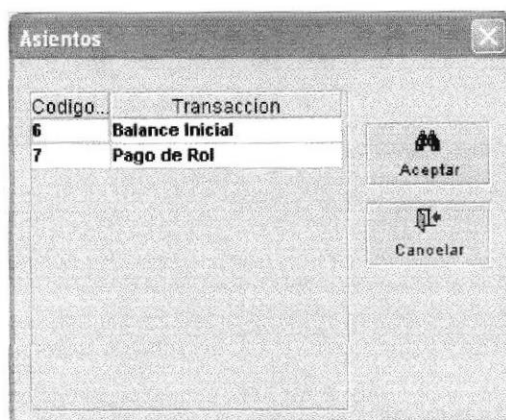 Asientos
Codigo... Transaccion
6 Balance Inicial
7 Pago de Rol
Aceptar
Cancelar